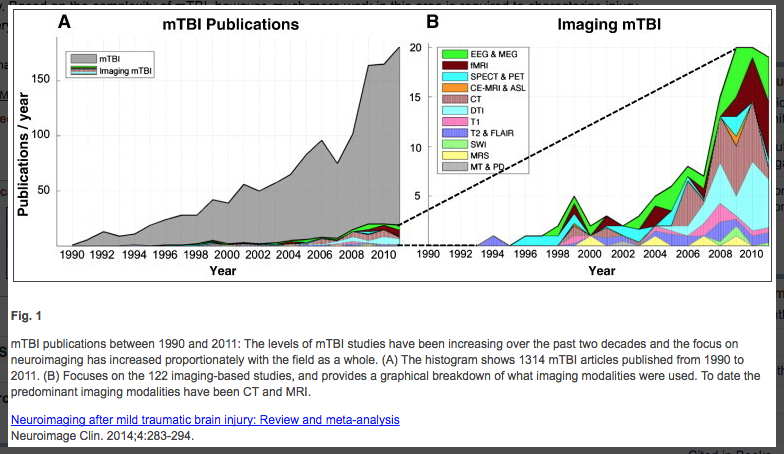 A
mTBI Publications
mTBI
Imaging mTBI
Publications / year
150
100
50
1990 1992 1994 1996 1998 2000 2002 2004 2006 2008 2010
Year
B
Imaging mTBI
EEG & MEG
fMRI
SPECT & PET
CE-MRI & ASL
CT
DTI
T1
T2 & FLAIR
SWI
MRS
MT & PD
20
15
10
5
1990 1992 1994 1996 1998 2000 2002 2004 2006 2008 2010
Year
Fig. 1
mTBI publications between 1990 and 2011: The levels of mTBI studies have been increasing over the past two decades and the focus on
neuroimaging has increased proportionately with the field as a whole. (A) The histogram shows 1314 mTBI articles published from 1990 to
2011. (B) Focuses on the 122 imaging-based studies, and provides a graphical breakdown of what imaging modalities were used. To date the
predominant imaging modalities have been CT and MRI.
Neuroimaging after mild traumatic brain injury: Review and meta-analysis
Neuroimage Clin. 2014;4:283-294.